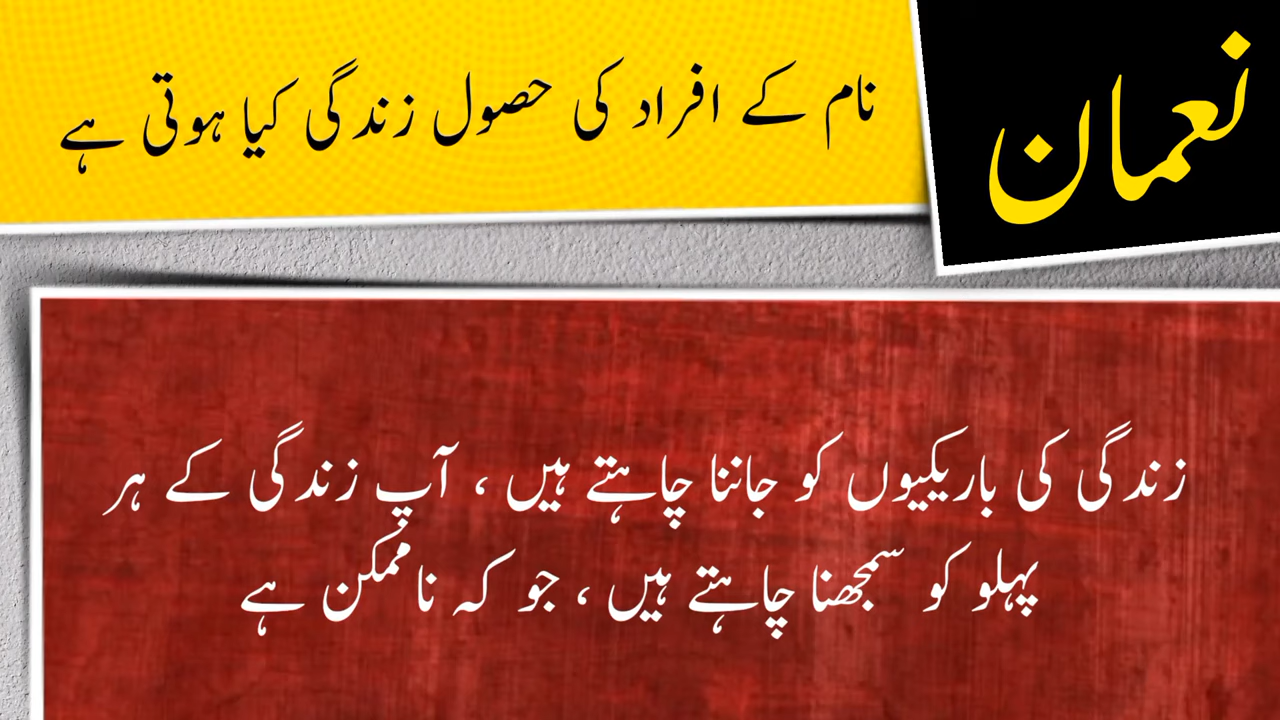 نعمان
نام کے افراد کی حصول زندگی کیا ہوتی ہے
زندگی کی باریکیوں کو جاننا چاہتے ہیں ، آپ زندگی کے ہر
پہلو کو سمجھنا چاہتے ہیں ، جو کہ ناممکن ہے